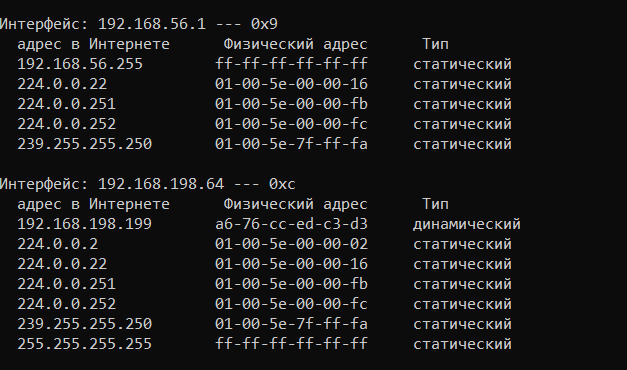 Интерфейс: 192.168.56.1 --- 0x9
адрес в Интернете Физический адрес Тип
192.168.56.255 ff-ff-ff-ff-ff-ff статический
224.0.0.22 01-00-5e-00-00-16 статический
224.0.0.251 01-00-5e-00-00-fb статический
224.0.0.252 01-00-5e-00-00-fc статический
239.255.255.250 01-00-5e-7f-ff-fa статический
Интерфейс: 192.168.198.64 --- 0xc
адрес в Интернете Физический адрес Тип
192.168.198.199 a6-76-cc-ed-c3-d3 динамический
224.0.0.2 01-00-5e-00-00-02 статический
224.0.0.22 01-00-5e-00-00-16 статический
224.0.0.251 01-00-5e-00-00-fb статический
224.0.0.252 01-00-5e-00-00-fc статический
239.255.255.250 01-00-5e-7f-ff-fa статический
255.255.255.255 ff-ff-ff-ff-ff-ff статический